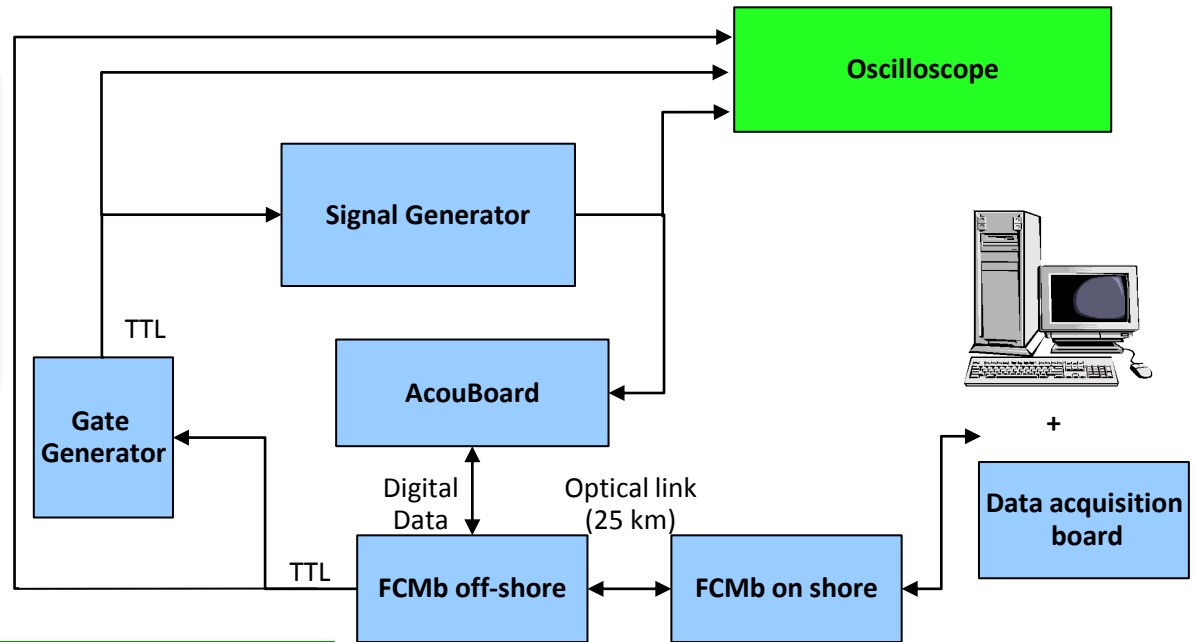 Oscilloscope
Signal Generator
TTL
AcouBoard
Gate
Generator
+
Digital
Data
Optical link
(25 km)
Data acquisition
board
TTL
FCMb off-shore
FCMb on shore